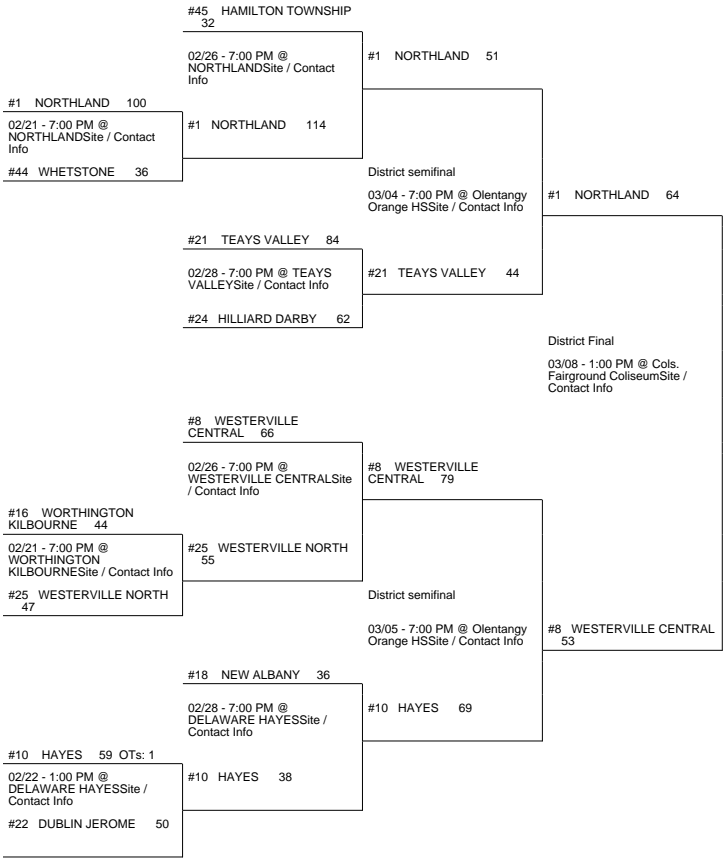 #45 HAMILTON TOWNSHIP
32
02/26 - 7:00 PM @
NORTHLANDSite / Contact
Info
#1 NORTHLAND 51
#1 NORTHLAND 100
02/21 - 7:00 PM @
NORTHLANDSite / Contact
Info
#1 NORTHLAND 114
#44 WHETSTONE 36
District semifinal
03/04 - 7:00 PM @ Olentangy
Orange HSSite / Contact Info
#1 NORTHLAND 64
#21 TEAYS VALLEY 84
02/28 - 7:00 PM @ TEAYS
VALLEYSite / Contact Info
#21 TEAYS VALLEY 44
#24 HILLIARD DARBY 62
District Final
03/08 - 1:00 PM @ Cols.
Fairground ColiseumSite /
Contact Info
#8 WESTERVILLE
CENTRAL 66
02/26 - 7:00 PM @
WESTERVILLE CENTRALSite
/ Contact Info
#8 WESTERVILLE
CENTRAL 79
#16 WORTHINGTON
KILBOURNE 44
02/21 - 7:00 PM @
WORTHINGTON
KILBOURNESite / Contact Info
#25 WESTERVILLE NORTH
55
#25 WESTERVILLE NORTH
47
District semifinal
03/05 - 7:00 PM @ Olentangy
Orange HSSite / Contact Info
#8 WESTERVILLE CENTRAL
53
#18 NEW ALBANY 36
02/28 - 7:00 PM @
DELAWARE HAYESSite /
Contact Info
#10 HAYES 69
#10 HAYES 59 OTs: 1
02/22 - 1:00 PM @
DELAWARE HAYESSite /
Contact Info
#10 HAYES 38
#22 DUBLIN JEROME 50